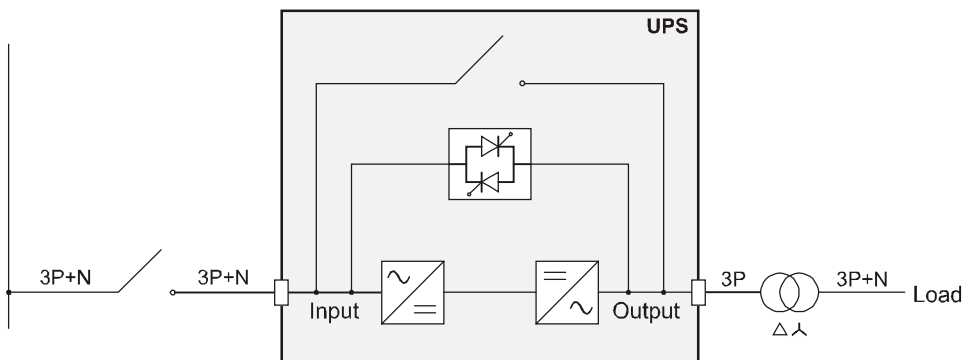 UPS
3P+N
3P+N
Input
Output
3P
3P+N
Load